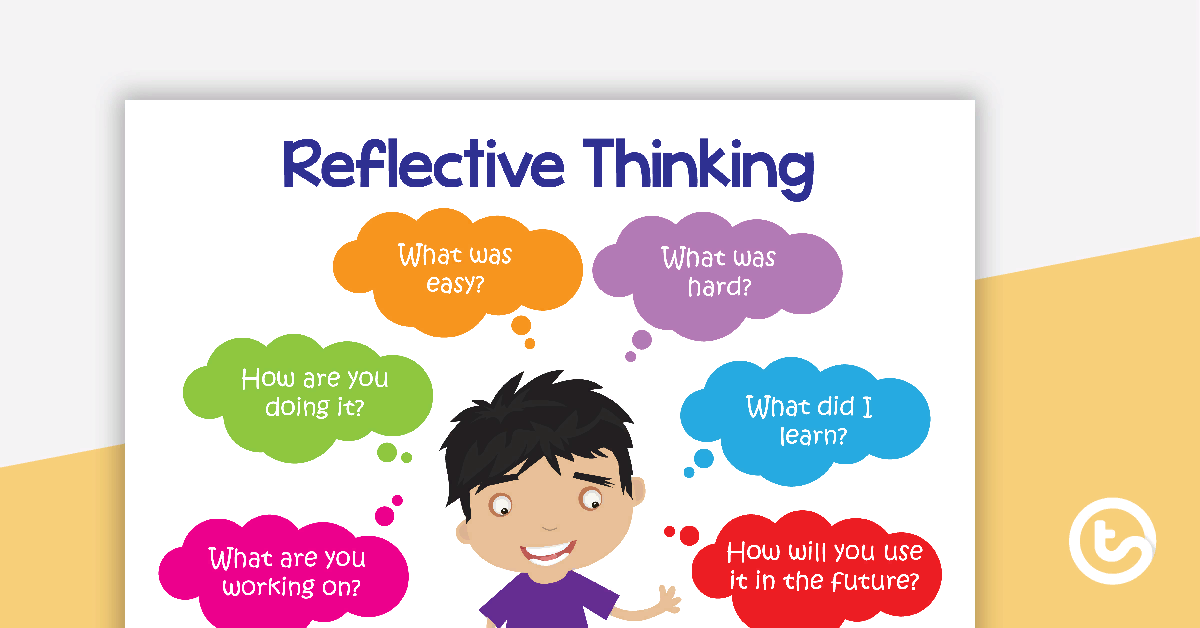 Reflective Thinking
What was
easy?
What was
hard?
How are you
doing it?
What did I
learn?
What are you
working on?
How will you use
it in the future?